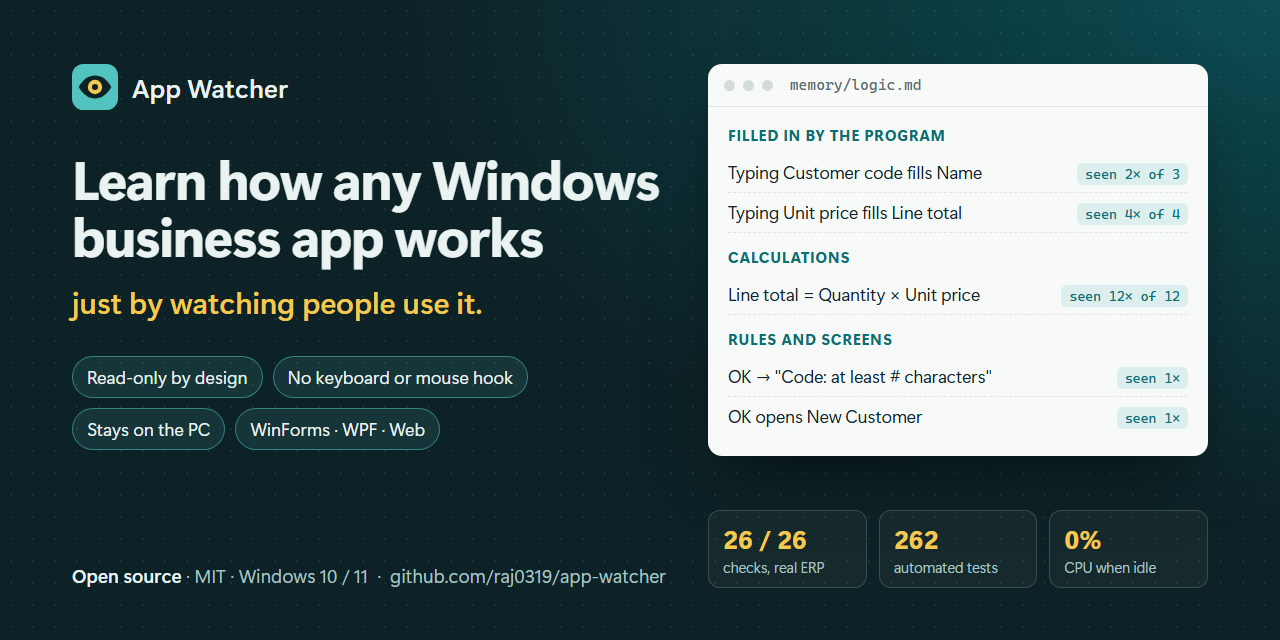 App Watcher
Learn how any Windows
business app works
just by watching people use it.
Read-only by design
No keyboard or mouse hook
Stays on the PC
WinForms · WPF · Web
Open source · MIT · Windows 10 / 11 · github.com/raj0319/app-watcher
memory/logic.md
FILLED IN BY THE PROGRAM
Typing Customer code fills Name
seen 2× of 3
Typing Unit price fills Line total
seen 4× of 4
CALCULATIONS
Line total = Quantity × Unit price
seen 12× of 12
RULES AND SCREENS
OK → "Code: at least # characters"
seen 1×
OK opens New Customer
seen 1×
26 / 26
checks, real ERP
262
automated tests
0%
CPU when idle